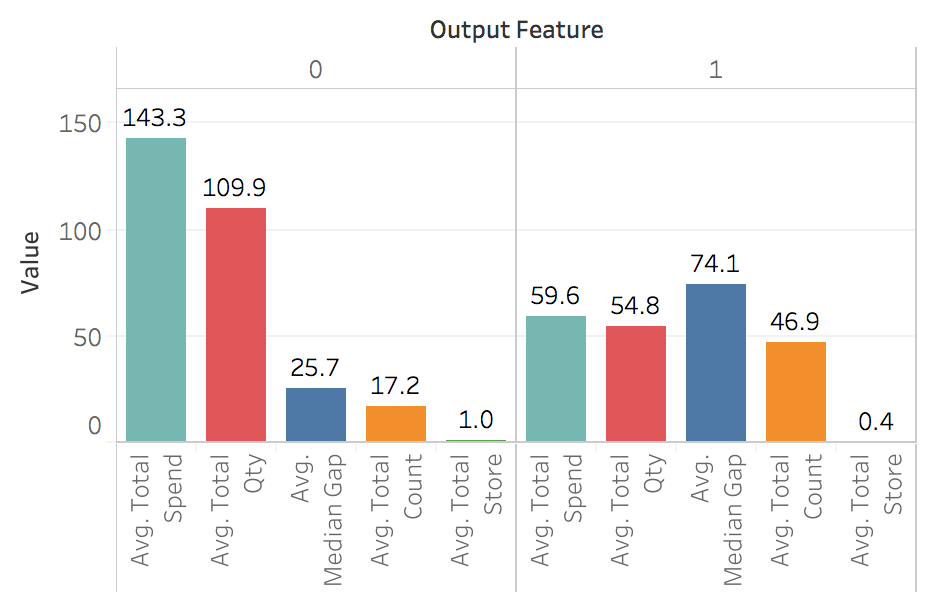 Output Feature
0
1
Value
150
100
50
0
143.3
109.9
25.7
17.2
1.0
59.6
54.8
74.1
46.9
0.4
Avg. Total
Spend
Avg. Total
Qty
Avg.
Median Gap
Avg. Total
Count
Avg. Total
Store
Avg. Total
Spend
Avg. Total
Qty
Avg.
Median Gap
Avg. Total
Count
Avg. Total
Store